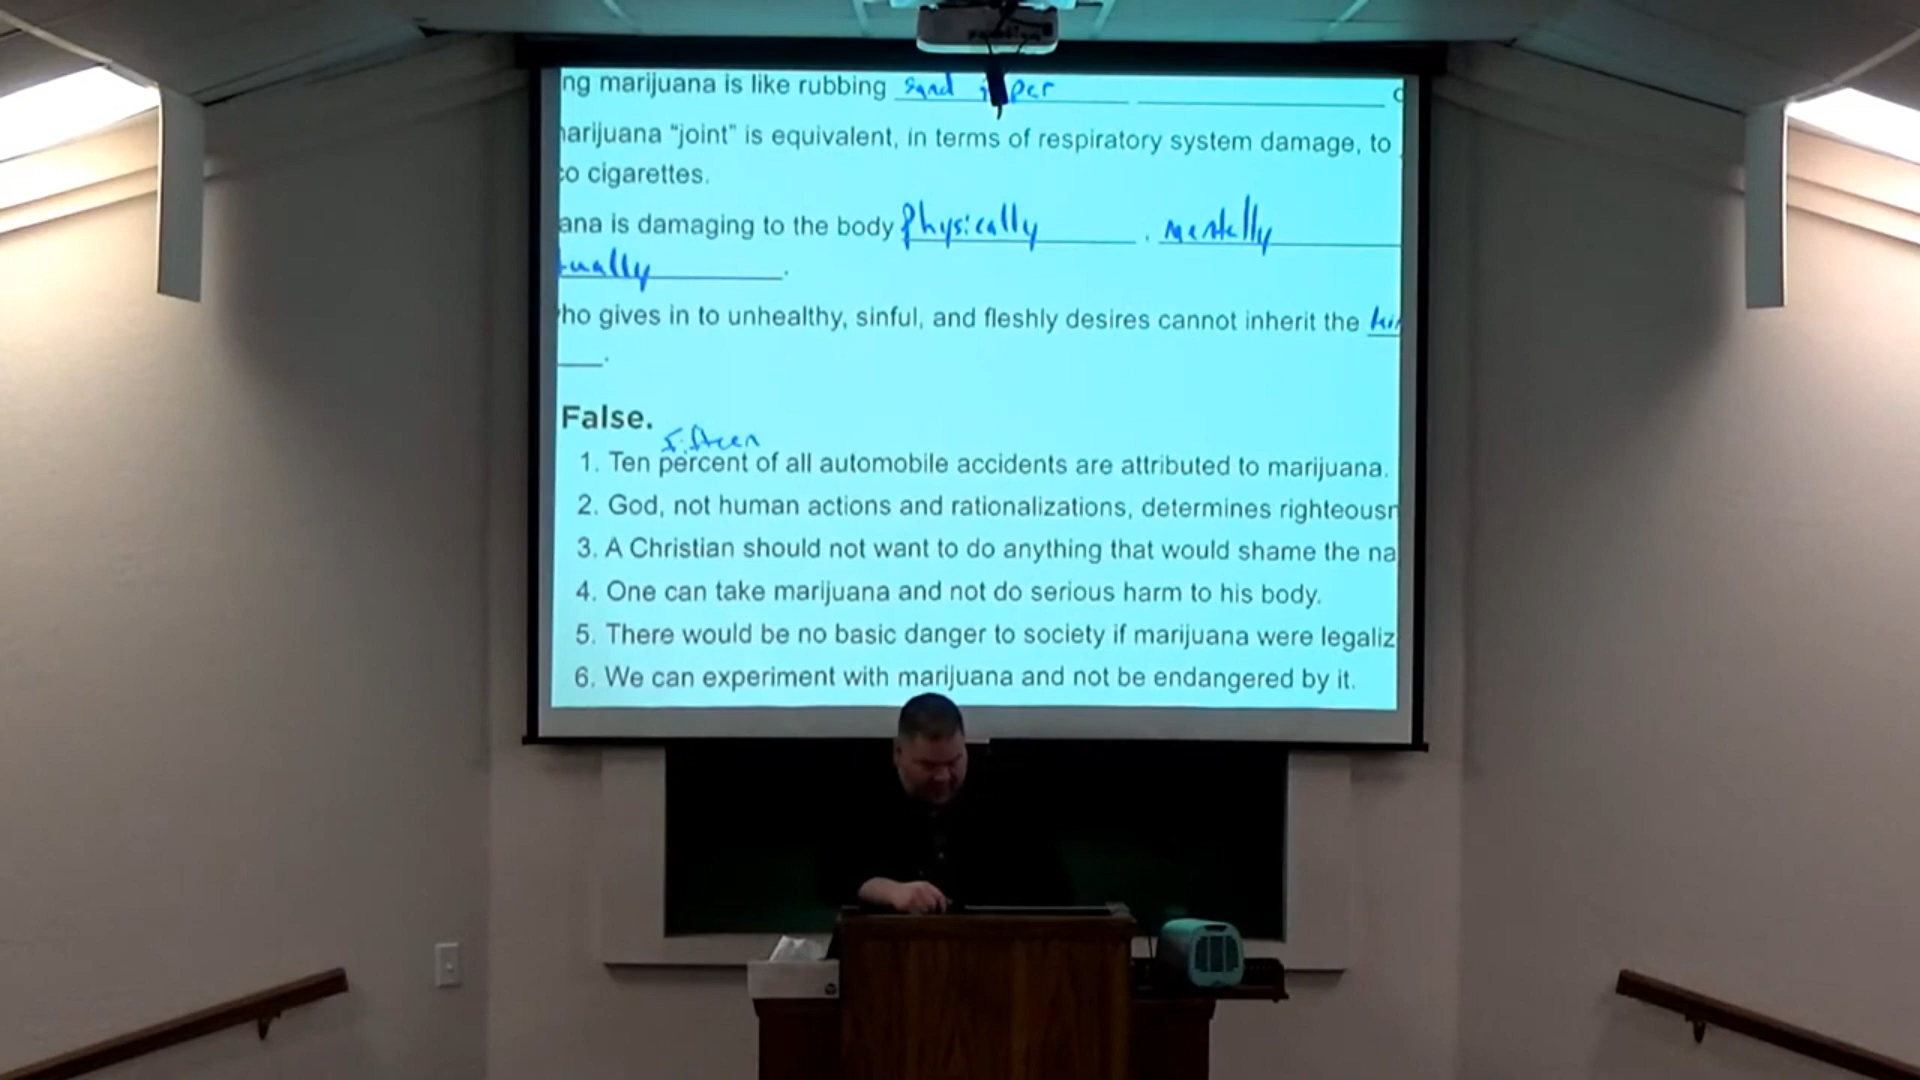 ng marijuana is like rubbing sand
arijuana “joint” is equivalent, in terms of respiratory system damage, to
co cigarettes.
ana is damaging to the body physically, mentally
tually.
ho gives in to unhealthy, sinful, and fleshly desires cannot inherit the
False.
fifteen
1. Ten percent of all automobile accidents are attributed to marijuana.
2. God, not human actions and rationalizations, determines righteous
3. A Christian should not want to do anything that would shame the na
4. One can take marijuana and not do serious harm to his body.
5. There would be no basic danger to society if marijuana were legaliz
6. We can experiment with marijuana and not be endangered by it.